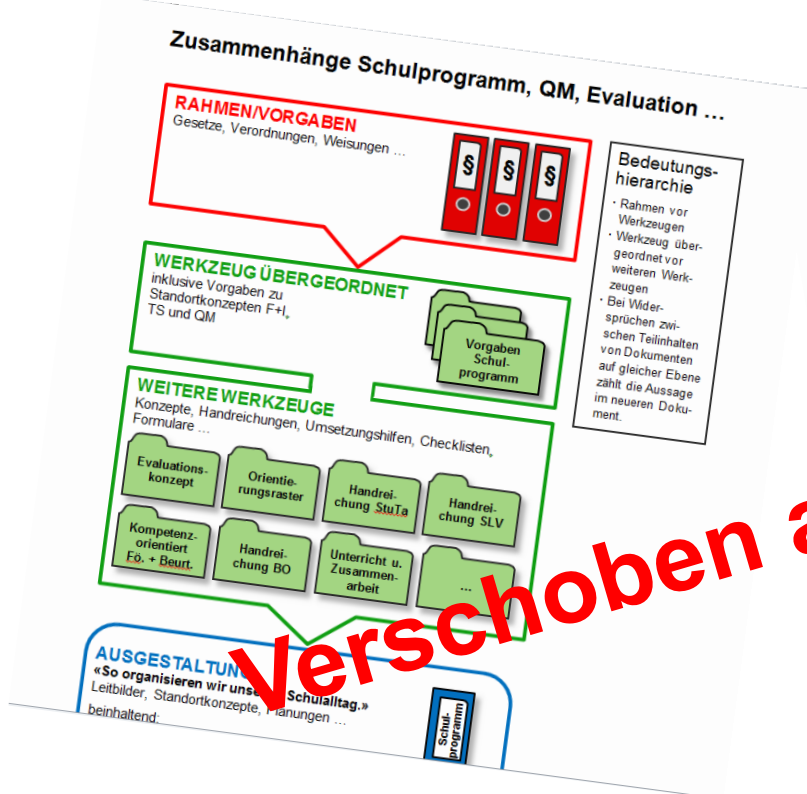 Zusammenhänge Schulprogramm, QM, Evaluation ...
RAHMEN/VORGABEN
Gesetze, Verordnungen, Weisungen ...
§ § §
Bedeutungs-
hierarchie
· Rahmen vor
Werkzeugen
· Werkzeug über-
geordnet vor
weiteren Werk-
zeugen
· Bei Wider-
sprüchen zwi-
schen Teilinhalten
von Dokumenten
auf gleicher Ebene
zählt die Aussage
im neueren Doku-
ment.
WERKZEUG ÜBERGEORDNET
inklusive Vorgaben zu
Standortkonzepten F+I,
TS und QM
Vorgaben
Schul-
programm
WEITERE WERKZEUGE
Konzepte, Handreichungen, Umsetzungshilfen, Checklisten,
Formulare ...
Evaluations-
konzept
Orientie-
rungsraster
Handrei-
chung StuTa
Handrei-
chung SLV
Kompetenz-
orientiert
Fö. + Beurt.
Handrei-
chung BO
Unterricht u.
Zusammen-
arbeit
...
AUSGESTALTUNG
«So organisieren wir unse Schulalltag.»
Leitbilder, Standortkonzepte, Planungen ...
beinhaltend:
Schul-
programm
Verschoben a